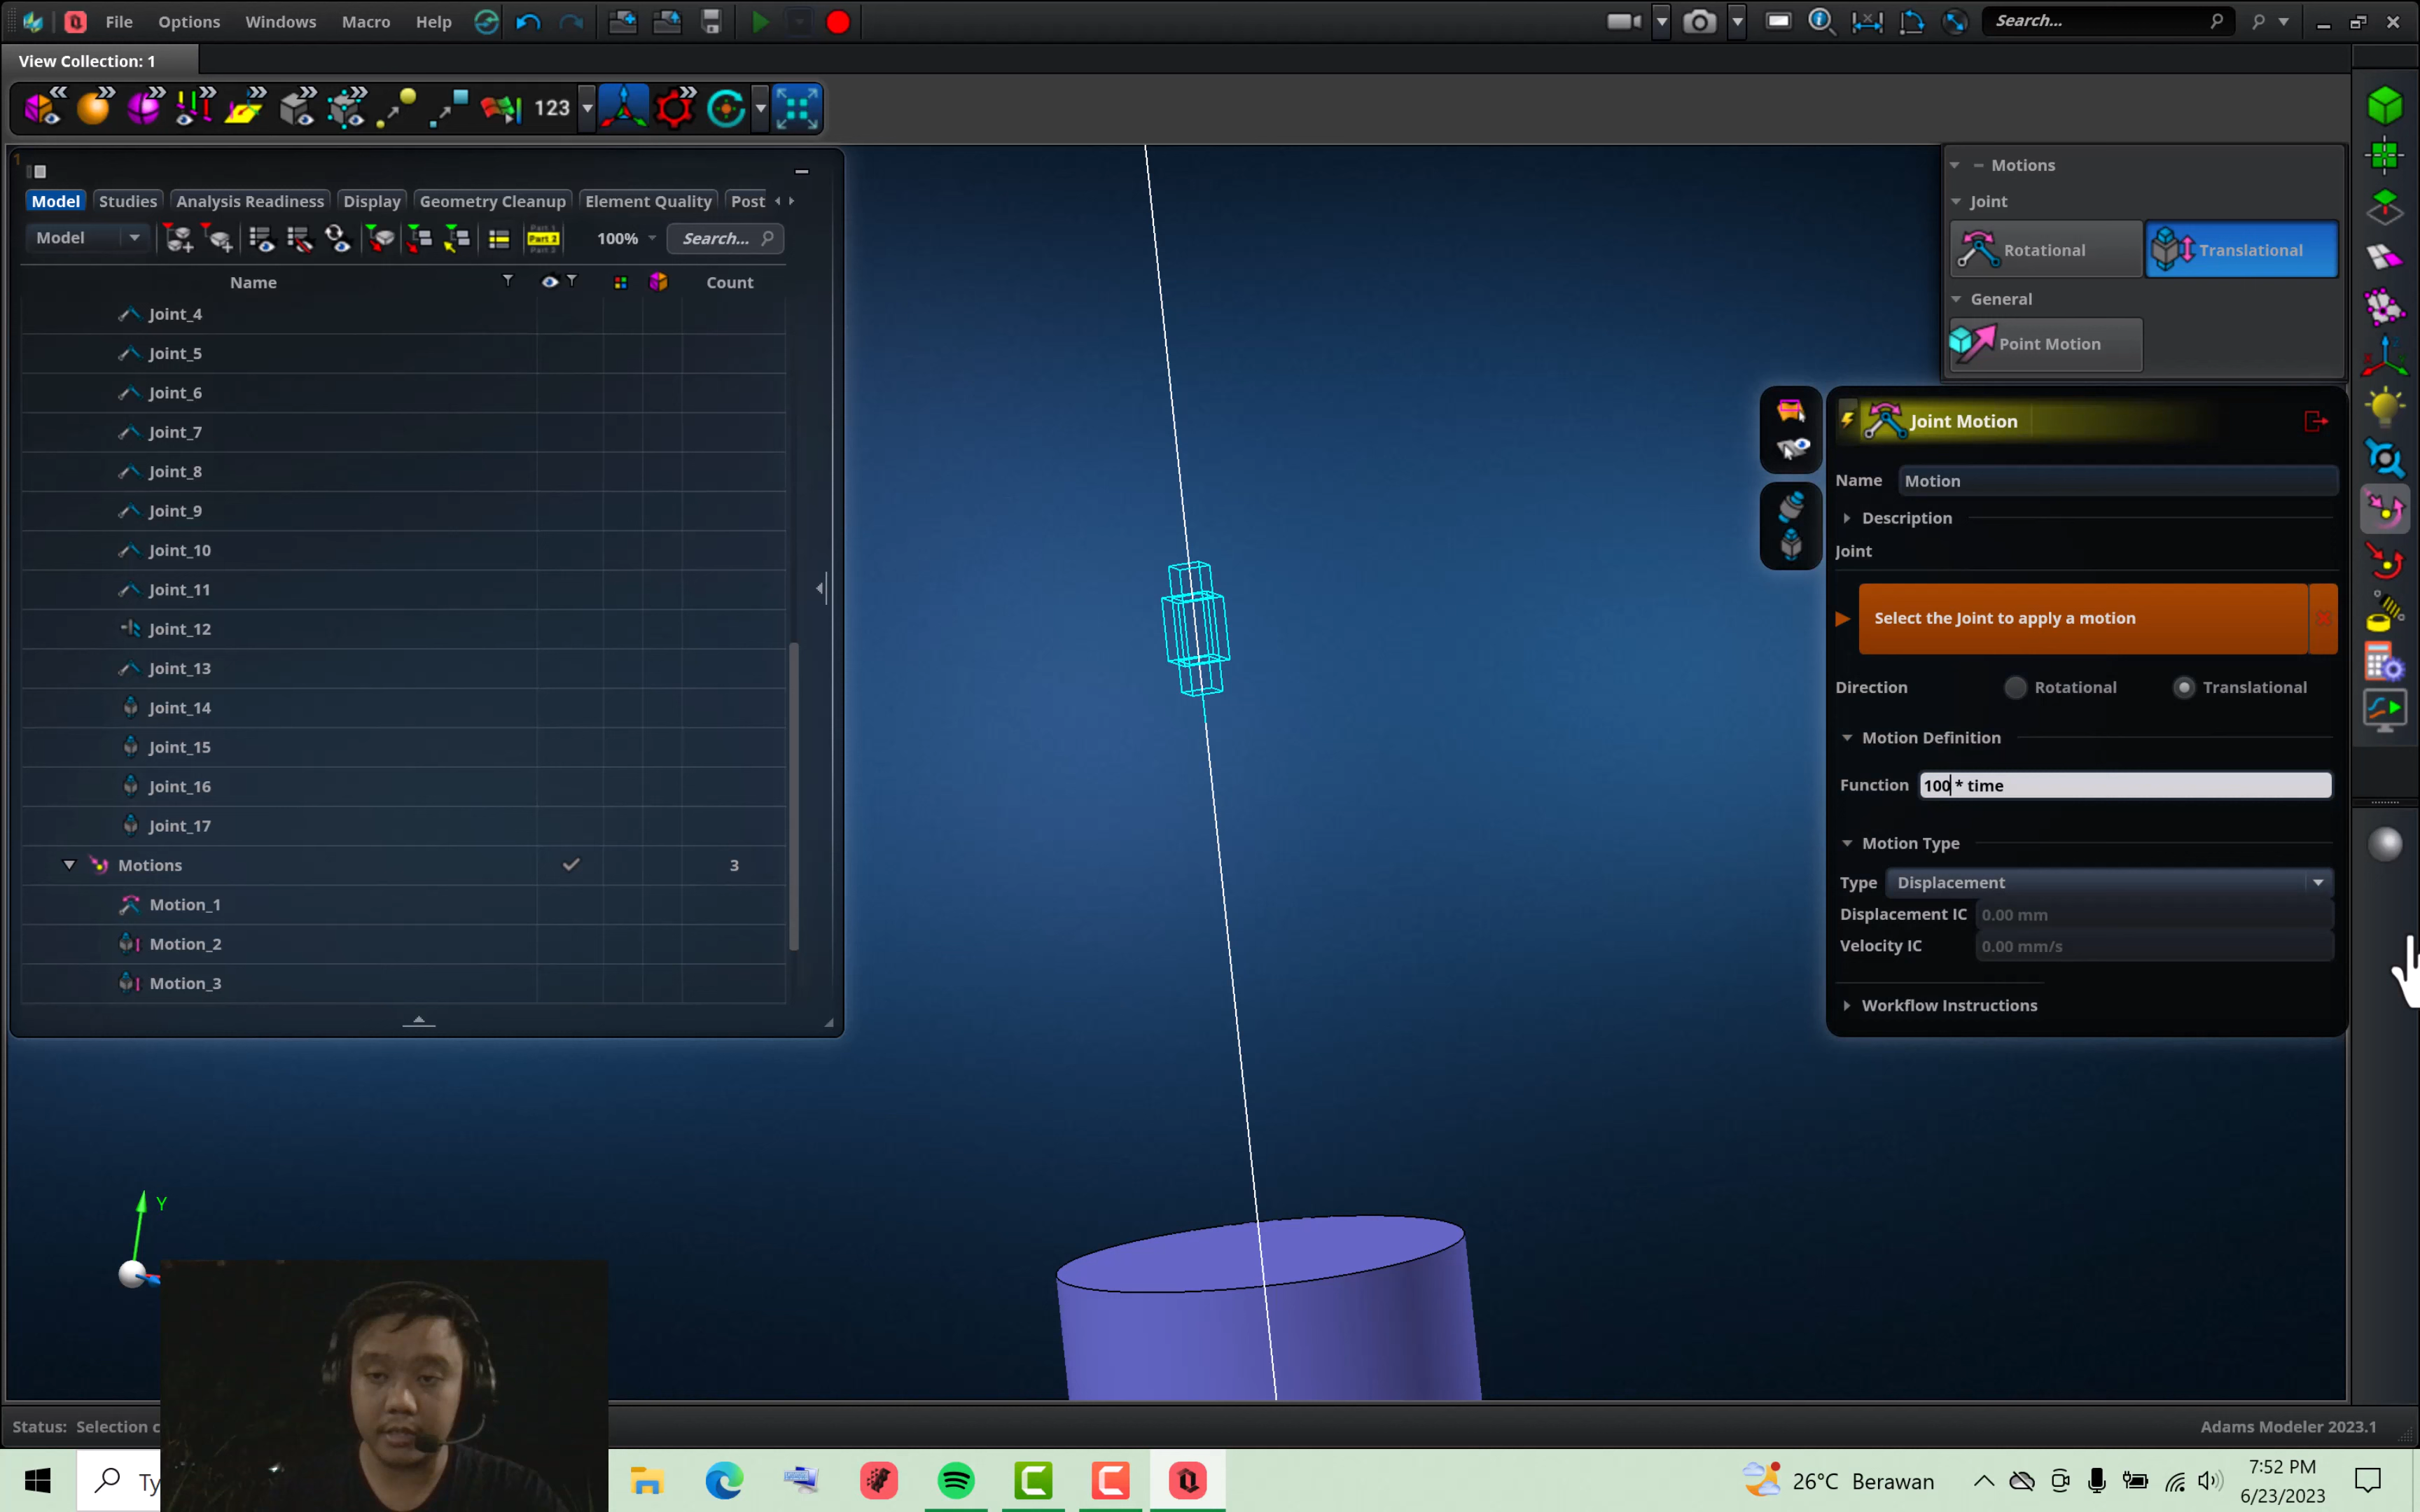 File Options Windows Macro Help
Search...
View Collection: 1
123
1
Model Studies Analysis Readiness Display Geometry Cleanup Element Quality Post
Model
Part 2
100% Search...
Name Count
Joint_4
Joint_5
Joint_6
Joint_7
Joint_8
Joint_9
Joint_10
Joint_11
Joint_12
Joint_13
Joint_14
Joint_15
Joint_16
Joint_17
Motions 3
Motion_1
Motion_2
Motion_3
Motions
Joint
Rotational Translational
General
Point Motion
Joint Motion
Name Motion
Description
Joint
Select the Joint to apply a motion
Direction Rotational Translational
Motion Definition
Function 100 * time
Motion Type
Type Displacement
Displacement IC 0.00 mm
Velocity IC 0.00 mm/s
Workflow Instructions
Y
Status: Selection c
Adams Modeler 2023.1
Ty
26°C Berawan
7:52 PM
6/23/2023